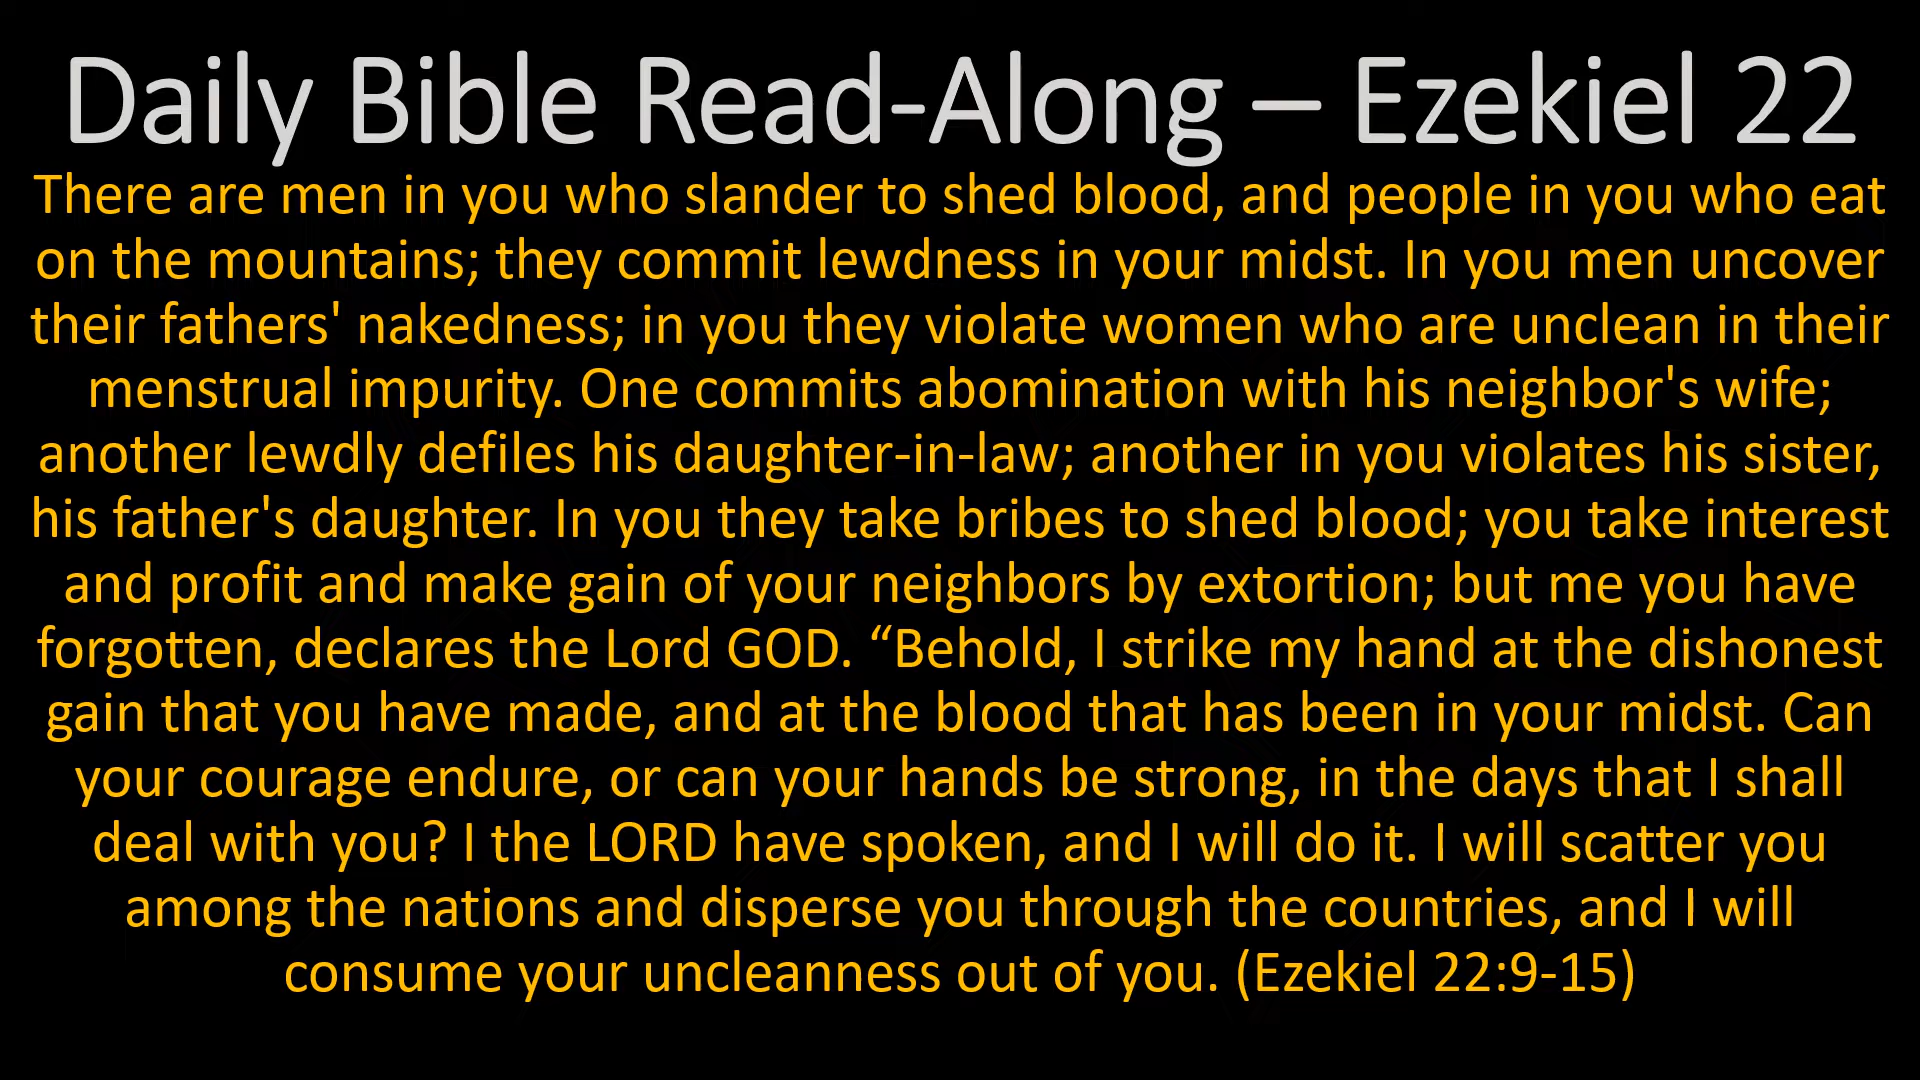 Daily Bible Read-Along – Ezekiel 22
There are men in you who slander to shed blood, and people in you who eat
on the mountains; they commit lewdness in your midst. In you men uncover
their fathers' nakedness; in you they violate women who are unclean in their
menstrual impurity. One commits abomination with his neighbor's wife;
another lewdly defiles his daughter-in-law; another in you violates his sister,
his father's daughter. In you they take bribes to shed blood; you take interest
and profit and make gain of your neighbors by extortion; but me you have
forgotten, declares the Lord GOD. “Behold, I strike my hand at the dishonest
gain that you have made, and at the blood that has been in your midst. Can
your courage endure, or can your hands be strong, in the days that I shall
deal with you? I the LORD have spoken, and I will do it. I will scatter you
among the nations and disperse you through the countries, and I will
consume your uncleanness out of you. (Ezekiel 22:9-15)